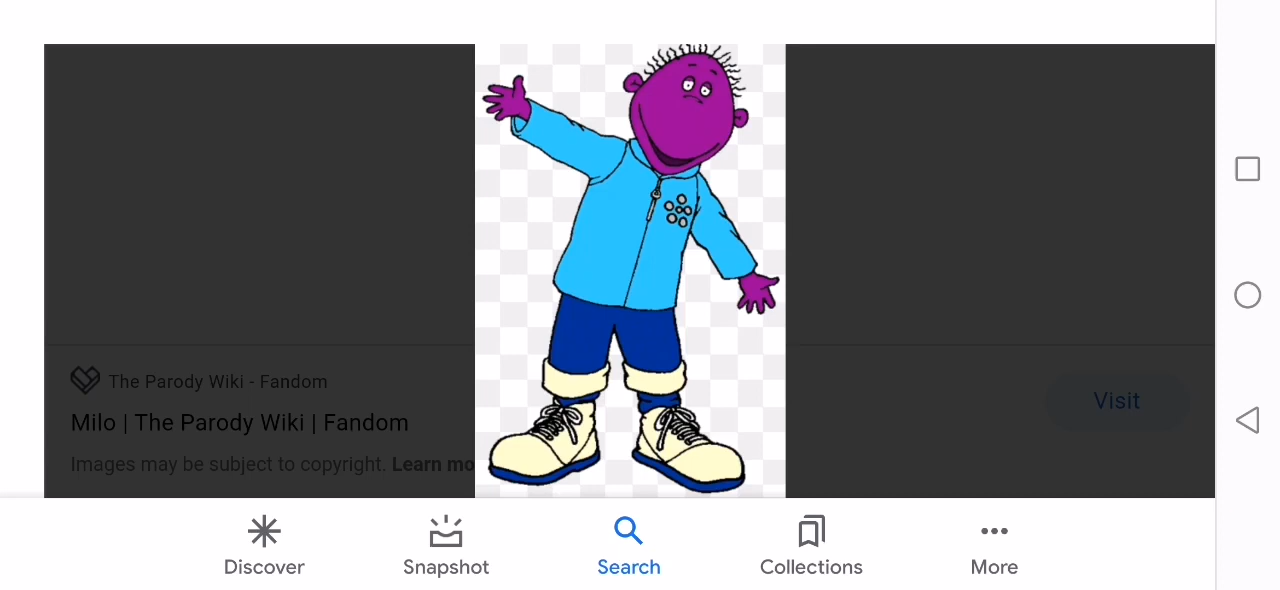 The Parody Wiki - Fandom
Milo | The Parody Wiki | Fandom
Visit
Images may be subject to copyright. Learn mo
Discover
Snapshot
Search
Collections
More